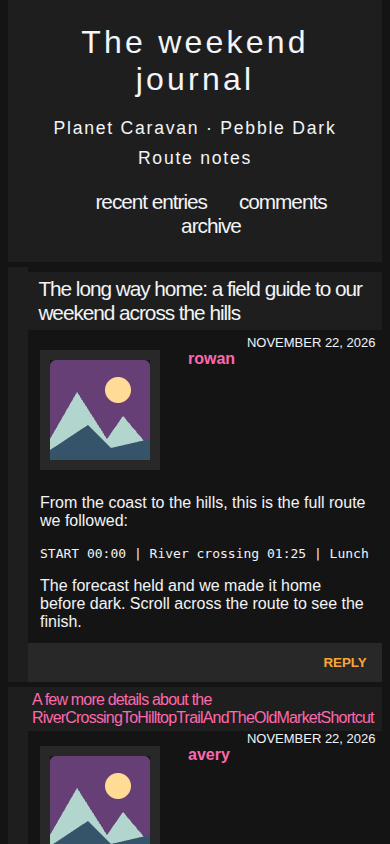 The weekend
journal
Planet Caravan · Pebble Dark
Route notes
recent entries comments
archive
The long way home: a field guide to our
weekend across the hills
NOVEMBER 22, 2026
rowan
From the coast to the hills, this is the full route
we followed:
START 00:00 | River crossing 01:25 | Lunch
The forecast held and we made it home
before dark. Scroll across the route to see the
finish.
REPLY
A few more details about the
RiverCrossingToHilltopTrailAndTheOldMarketShortcut
NOVEMBER 22, 2026
avery